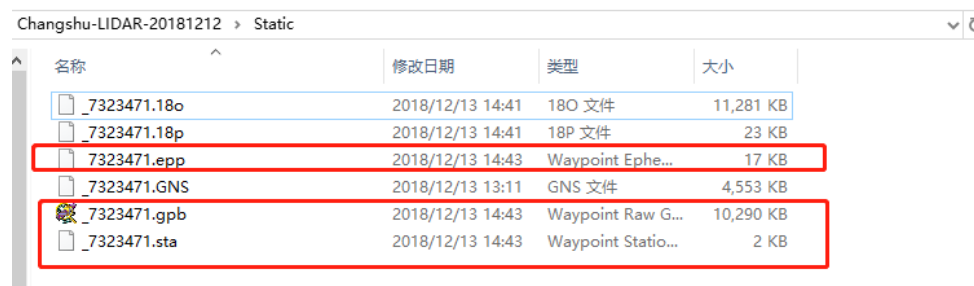 Changshu-LIDAR-20181212 > Static
名称 修改日期 类型 大小
_7323471.18o 2018/12/13 14:41 18O 文件 11,281 KB
_7323471.18p 2018/12/13 14:41 18P 文件 23 KB
_7323471.epp 2018/12/13 14:43 Waypoint Ephe... 17 KB
_7323471.GNS 2018/12/13 13:11 GNS 文件 4,553 KB
_7323471.gpb 2018/12/13 14:43 Waypoint Raw G... 10,290 KB
_7323471.sta 2018/12/13 14:43 Waypoint Statio... 2 KB